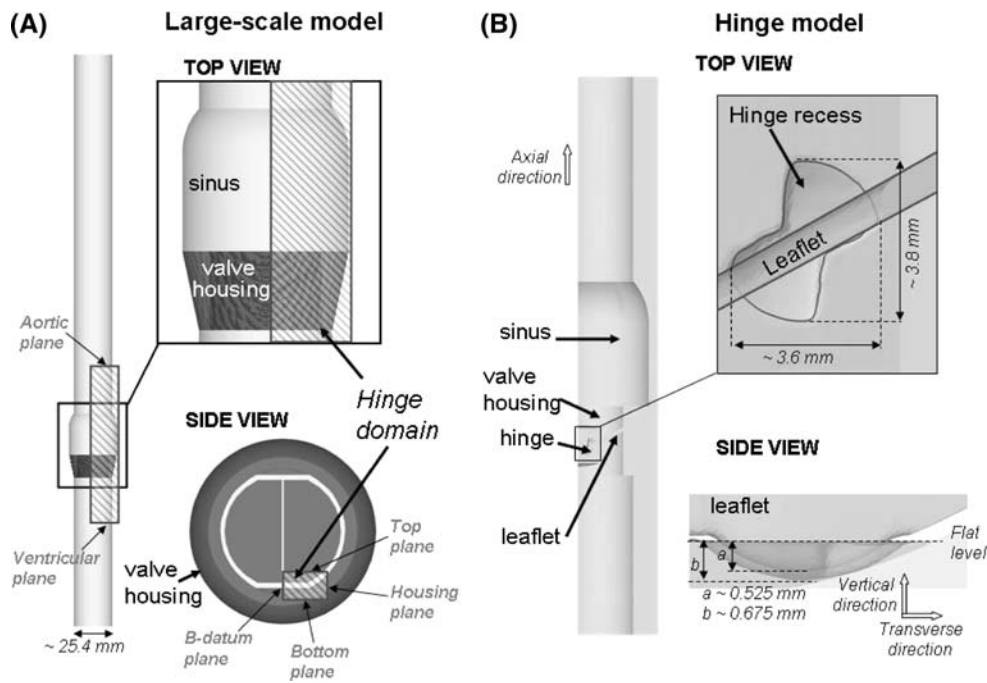 (A)
Large-scale model
TOP VIEW
sinus
valve
housing
Aortic
plane
Hinge
domain
SIDE VIEW
Ventricular
plane
valve
housing
Top
plane
Housing
plane
B-datum
plane
Bottom
plane
~ 25.4 mm
(B)
Hinge model
TOP VIEW
Axial
direction
Hinge recess
Leaflet
~ 3.8 mm
~ 3.6 mm
sinus
valve
housing
hinge
leaflet
SIDE VIEW
leaflet
Flat
level
b
a
a ~ 0.525 mm
b ~ 0.675 mm
Vertical
direction
Transverse
direction